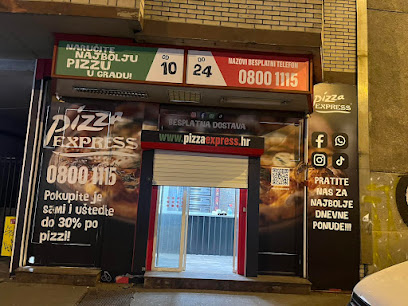 NARUČITE
NAJBOLJU
PIZZU
U GRADU!
OD
10
DO
24
NAZOVI BESPLATNI TELEFON
0800 1115
pizza
EXPRESS
0800 1115
Pokupite je
sami i uštedite
do 30% po
pizzi!
BESPLATNA DOSTAVA
www.pizzaexpress.hr
pizza
EXPRESS
PRATITE
NAS ZA
NAJBOLJE
DNEVNE
PONUDE!!!